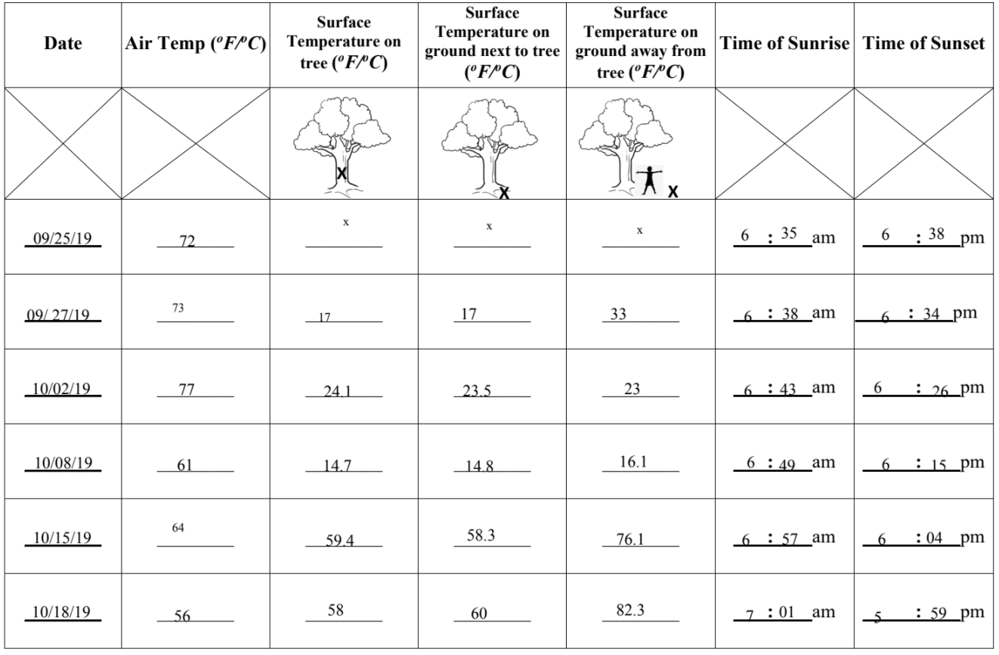 Date
Air Temp (ºF/ºC)
Surface
Temperature on
tree (ºF/ºC)
Surface
Temperature on
ground next to tree
(ºF/ºC)
Surface
Temperature on
ground away from
tree (ºF/ºC)
Time of Sunrise
Time of Sunset
X
X
X
09/25/19
72
x
x
x
6 : 35 am
6 : 38 pm
09/ 27/19
73
17
17
33
6 : 38 am
6 : 34 pm
10/02/19
77
24.1
23.5
23
6 : 43 am
6 : 26 pm
10/08/19
61
14.7
14.8
16.1
6 : 49 am
6 : 15 pm
10/15/19
64
59.4
58.3
76.1
6 : 57 am
6 : 04 pm
10/18/19
56
58
60
82.3
7 : 01 am
5 : 59 pm